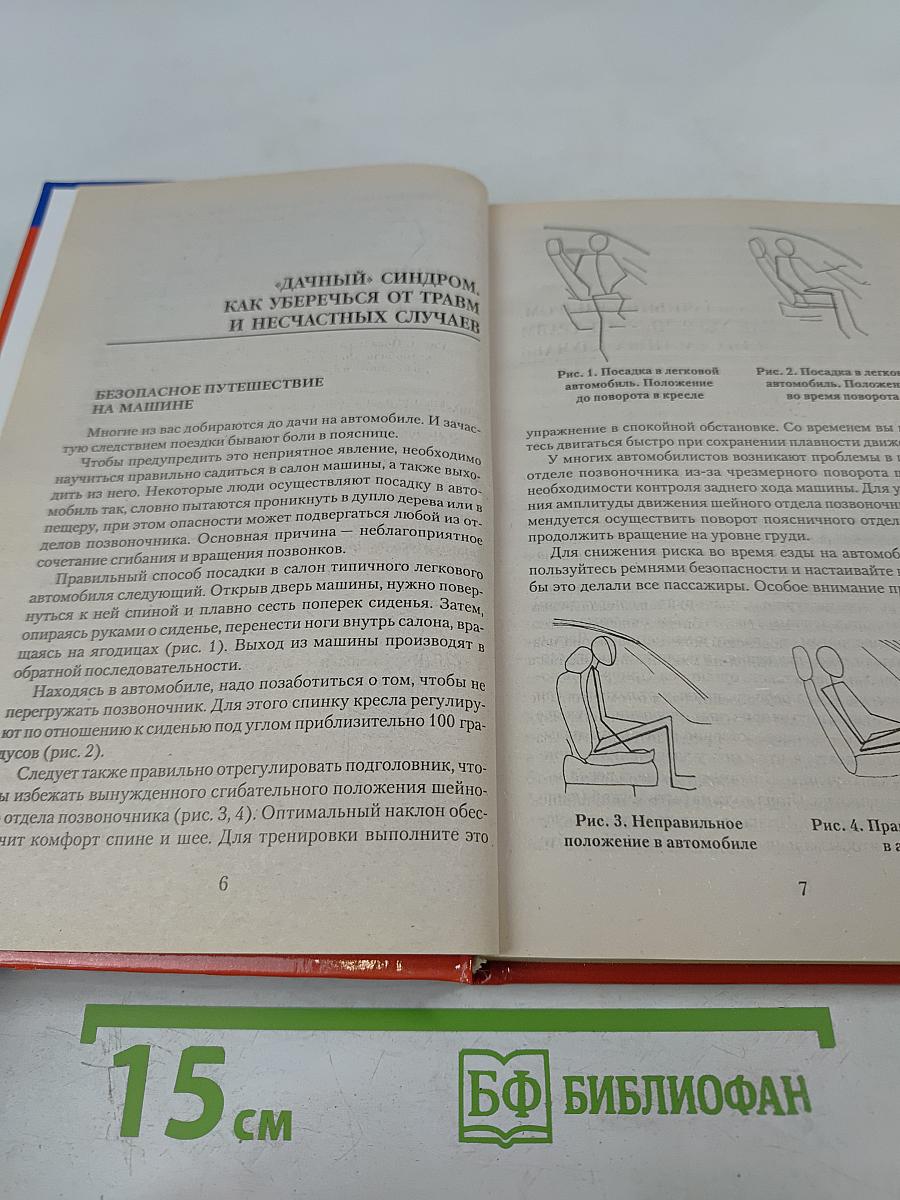 «ДАЧНЫЙ» СИНДРОМ.
КАК УБЕРЕЧЬСЯ ОТ ТРАВМ
И НЕСЧАСТНЫХ СЛУЧАЕВ
БЕЗОПАСНОЕ ПУТЕШЕСТВИЕ
НА МАШИНЕ
Многие из вас добираются до дачи на автомобиле. И зачас-
тую следствием поездки бывают боли в пояснице.
Чтобы предупредить это неприятное явление, необходимо
научиться правильно садиться в салон машины, а также выхо-
дить из него. Некоторые люди осуществляют посадку в авто-
мобиль так, словно пытаются проникнуть в дупло дерева или в
пещеру, при этом опасности может подвергаться любой из от-
делов позвоночника. Основная причина — неблагоприятное
сочетание сгибания и вращения позвонков.
Правильный способ посадки в салон типичного легкового
автомобиля следующий. Открыв дверь машины, нужно повер-
нуться к ней спиной и плавно сесть поперек сиденья. Затем,
опираясь руками о сиденье, перенести ноги внутрь салона, вра-
щаясь на ягодицах (рис. 1). Выход из машины производят в
обратной последовательности.
Находясь в автомобиле, надо позаботиться о том, чтобы не
перегружать позвоночник. Для этого спинку кресла регулиру-
ют по отношению к сиденью под углом приблизительно 100 гра-
дусов (рис. 2).
Следует также правильно отрегулировать подголовник, что-
ы избежать вынужденного сгибательного положения шейно-
о отдела позвоночника (рис. 3, 4). Оптимальный наклон обес-
чит комфорт спине и шее. Для тренировки выполните это
6
Рис. 1. Посадка в легковой
автомобиль. Положение
до поворота в кресле
Рис. 2. Посадка в легков
автомобиль. Положен
во время поворота
упражнение в спокойной обстановке. Со временем вы
тесь двигаться быстро при сохранении плавности движе
У многих автомобилистов возникают проблемы в
отделе позвоночника из-за чрезмерного поворота
необходимости контроля заднего хода машины. Для у
ния амплитуды движения шейного отдела позвоночни
мендуется осуществить поворот поясничного отдел
продолжить вращение на уровне груди.
Для снижения риска во время езды на автомоб
пользуйтесь ремнями безопасности и настаивайте
бы это делали все пассажиры. Особое внимание пр
Рис. 3. Неправильное
положение в автомобиле
Рис. 4. Пра
в а
7
15 см
БФ БИБЛИОФАН